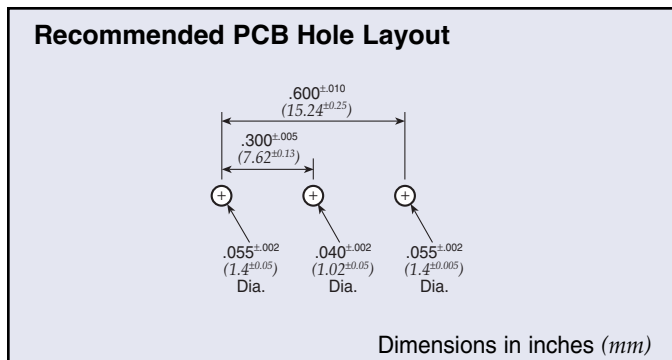 Recommended PCB Hole Layout
.600±.010
(15.24±0.25)
.300±.005
(7.62±0.13)
.055±.002
(1.4±0.05)
Dia.
.040±.002
(1.02±0.05)
Dia.
.055±.002
(1.4±0.005)
Dia.
Dimensions in inches (mm)